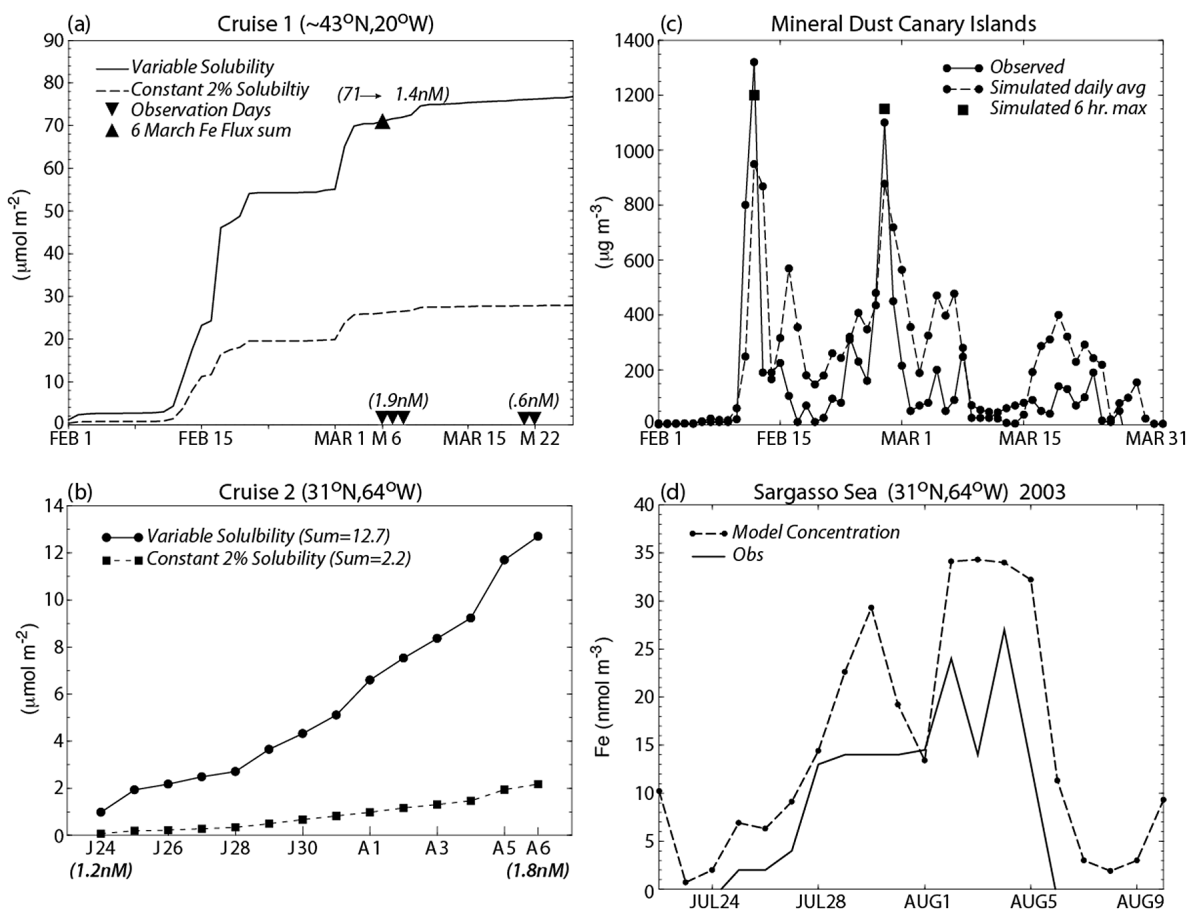 (a) Cruise 1 (~43°N,20°W)
90
80
70
60
50
40
30
20
10
0
(μmol m-2)
Variable Solubility
Constant 2% Solubiltiy
Observation Days
6 March Fe Flux sum
(71→ 1.4nM)
(1.9nM)
(.6nM)
FEB 1 FEB 15 MAR 1 M 6 MAR 15 M 22
(c) Mineral Dust Canary Islands
1400
1200
1000
800
600
400
200
0
(μg m-3)
Observed
Simulated daily avg
Simulated 6 hr. max
FEB 1 FEB 15 MAR 1 MAR 15 MAR 31
(b) Cruise 2 (31°N,64°W)
14
12
10
8
6
4
2
0
(μmol m-2)
Variable Solulbility (Sum=12.7)
Constant 2% Solubility (Sum=2.2)
J24 J26 J28 J30 A1 A3 A5 A6
(1.2nM) (1.8nM)
(d) Sargasso Sea (31°N,64°W) 2003
40
35
30
25
20
15
10
5
0
Fe (nmol m-3)
Model Concentration
Obs
JUL24 JUL28 AUG1 AUG5 AUG9